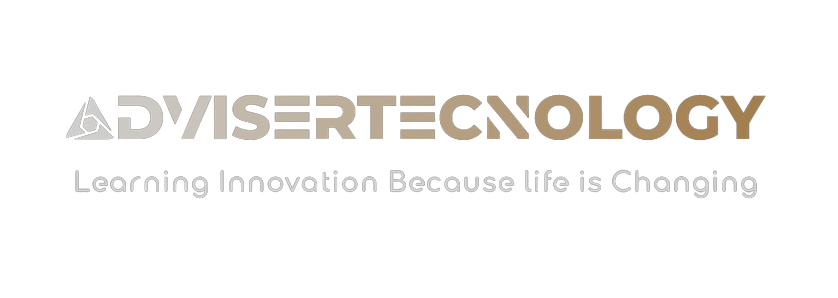 ADVISERTECNOLOGY
Learning Innovation Because life is Changing